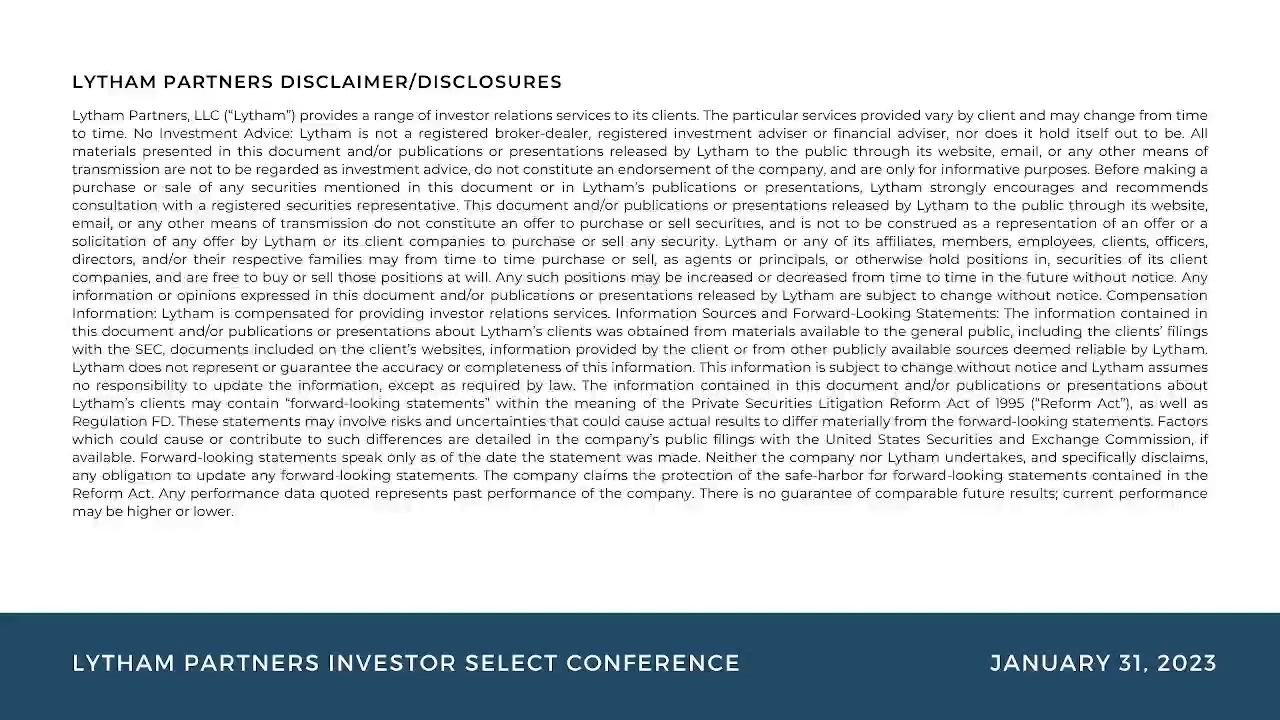 LYTHAM PARTNERS DISCLAIMER/DISCLOSURES
Lytham Partners, LLC (“Lytham”) provides a range of investor relations services to its clients. The particular services provided vary by client and may change from time
to time. No Investment Advice: Lytham is not a registered broker-dealer, registered investment adviser or financial adviser, nor does it hold itself out to be. All
materials presented in this document and/or publications or presentations released by Lytham to the public through its website, email, or any other means of
transmission are not to be regarded as investment advice, do not constitute an endorsement of the company, and are only for informative purposes. Before making a
purchase or sale of any securities mentioned in this document or in Lytham’s publications or presentations, Lytham strongly encourages and recommends
consultation with a registered securities representative. This document and/or publications or presentations released by Lytham to the public through its website,
email, or any other means of transmission do not constitute an offer to purchase or sell securities, and is not to be construed as a representation of an offer or a
solicitation of any offer by Lytham or its client companies to purchase or sell any security. Lytham or any of its affiliates, members, employees, clients, officers,
directors, and/or their respective families may from time to time purchase or sell, as agents or principals, or otherwise hold positions in, securities of its client
companies, and are free to buy or sell those positions at will. Any such positions may be increased or decreased from time to time in the future without notice. Any
information or opinions expressed in this document and/or publications or presentations released by Lytham are subject to change without notice. Compensation
Information: Lytham is compensated for providing investor relations services. Information Sources and Forward-Looking Statements: The information contained in
this document and/or publications or presentations about Lytham’s clients was obtained from materials available to the general public, including the clients’ filings
with the SEC, documents included on the client’s websites, information provided by the client or from other publicly available sources deemed reliable by Lytham.
Lytham does not represent or guarantee the accuracy or completeness of this information. This information is subject to change without notice and Lytham assumes
no responsibility to update the information, except as required by law. The information contained in this document and/or publications or presentations about
Lytham’s clients may contain “forward-looking statements” within the meaning of the Private Securities Litigation Reform Act of 1995 (“Reform Act”), as well as
Regulation FD. These statements may involve risks and uncertainties that could cause actual results to differ materially from the forward-looking statements. Factors
which could cause or contribute to such differences are detailed in the company’s public filings with the United States Securities and Exchange Commission, if
available. Forward-looking statements speak only as of the date the statement was made. Neither the company nor Lytham undertakes, and specifically disclaims,
any obligation to update any forward-looking statements. The company claims the protection of the safe-harbor for forward-looking statements contained in the
Reform Act. Any performance data quoted represents past performance of the company. There is no guarantee of comparable future results; current performance
may be higher or lower.
LYTHAM PARTNERS INVESTOR SELECT CONFERENCE
JANUARY 31, 2023